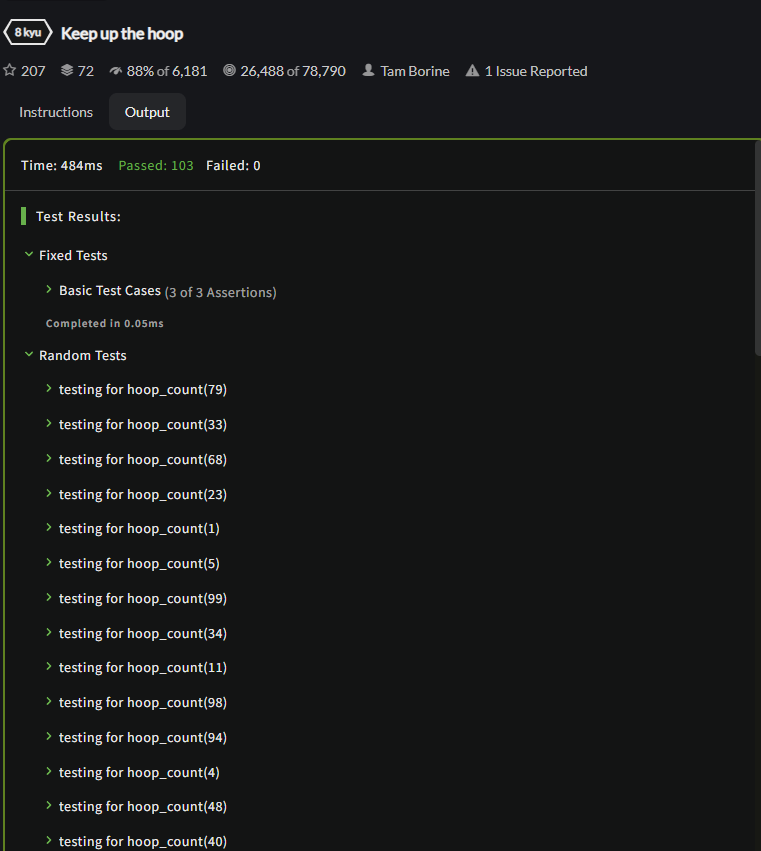 8 kyu Keep up the hoop
207 72 88% of 6,181 26,488 of 78,790 Tam Borine 1 Issue Reported
Instructions Output
Time: 484ms Passed: 103 Failed: 0
Test Results:
Fixed Tests
Basic Test Cases (3 of 3 Assertions)
Completed in 0.05ms
Random Tests
testing for hoop_count(79)
testing for hoop_count(33)
testing for hoop_count(68)
testing for hoop_count(23)
testing for hoop_count(1)
testing for hoop_count(5)
testing for hoop_count(99)
testing for hoop_count(34)
testing for hoop_count(11)
testing for hoop_count(98)
testing for hoop_count(94)
testing for hoop_count(4)
testing for hoop_count(48)
testing for hoop_count(40)